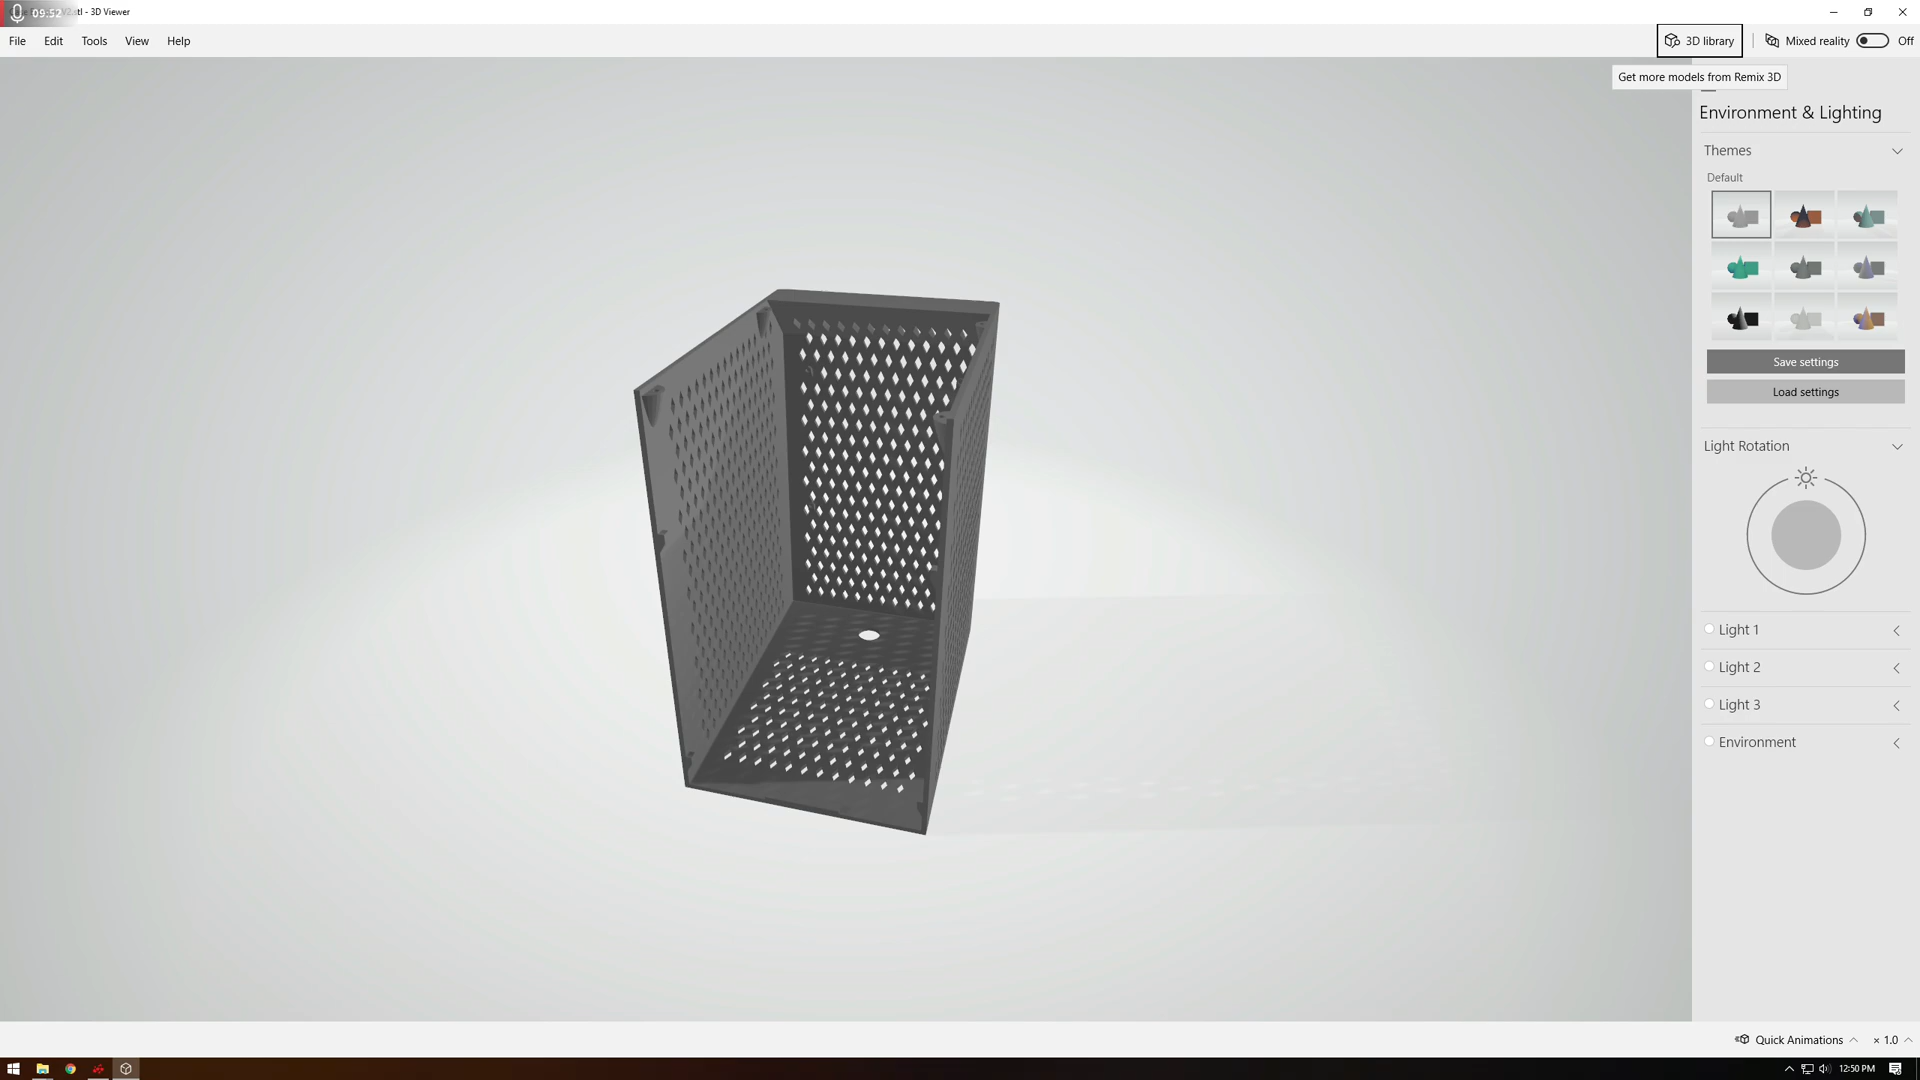 09:52
.stl - 3D Viewer
File Edit Tools View Help
3D library
Mixed reality Off
Get more models from Remix 3D
Environment & Lighting
Themes
Default
Save settings
Load settings
Light Rotation
Light 1
Light 2
Light 3
Environment
Quick Animations × 1.0
12:50 PM